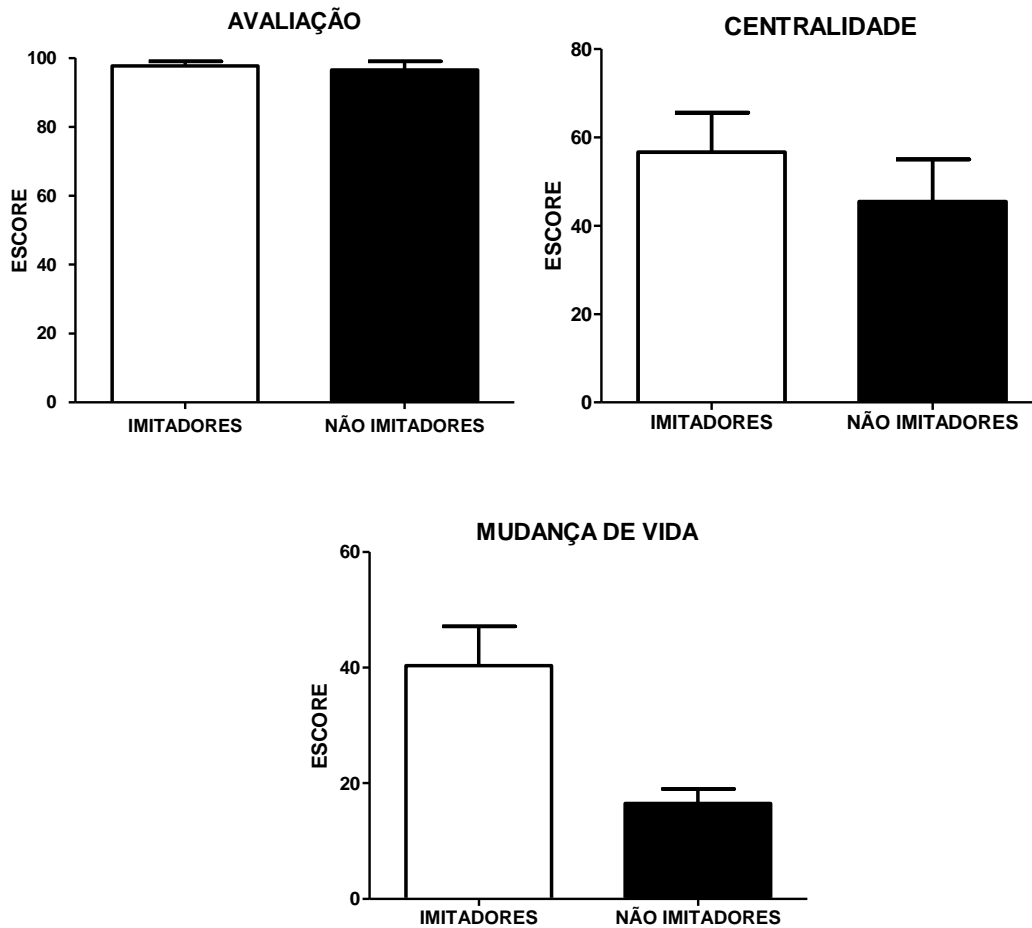 AVALIAÇÃO
100
80
60
40
20
0
ESCORE
IMITADORES NÃO IMITADORES
CENTRALIDADE
80
60
40
20
0
ESCORE
IMITADORES NÃO IMITADORES
MUDANÇA DE VIDA
60
40
20
0
ESCORE
IMITADORES NÃO IMITADORES